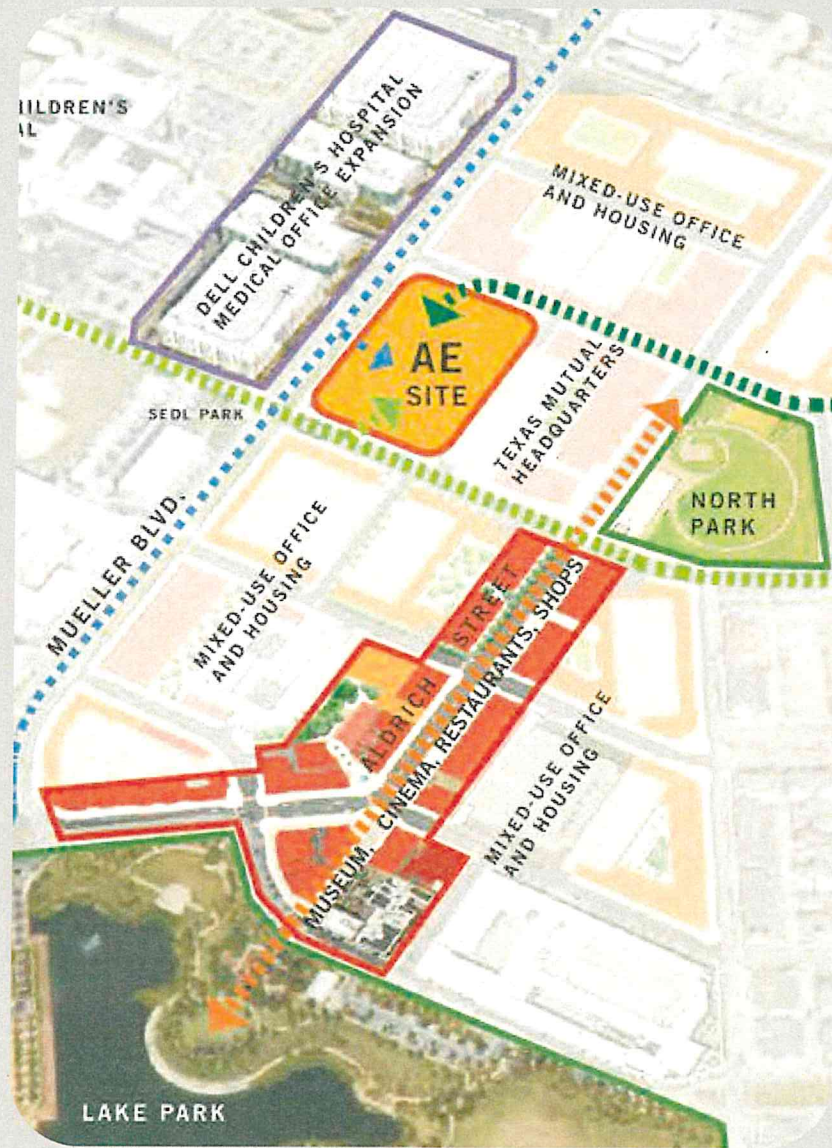 ILDREN'S
AL
DELL CHILDREN'S HOSPITAL
MEDICAL OFFICE EXPANSION
MIXED-USE OFFICE
AND HOUSING
AE
SITE
SEDL PARK
TEXAS MUTUAL
HEADQUARTERS
NORTH
PARK
MUELLER BLVD.
MIXED-USE OFFICE
AND HOUSING
ALDRICH STREET
MUSEUM, CINEMA, RESTAURANTS, SHOPS
MIXED-USE OFFICE
AND HOUSING
LAKE PARK